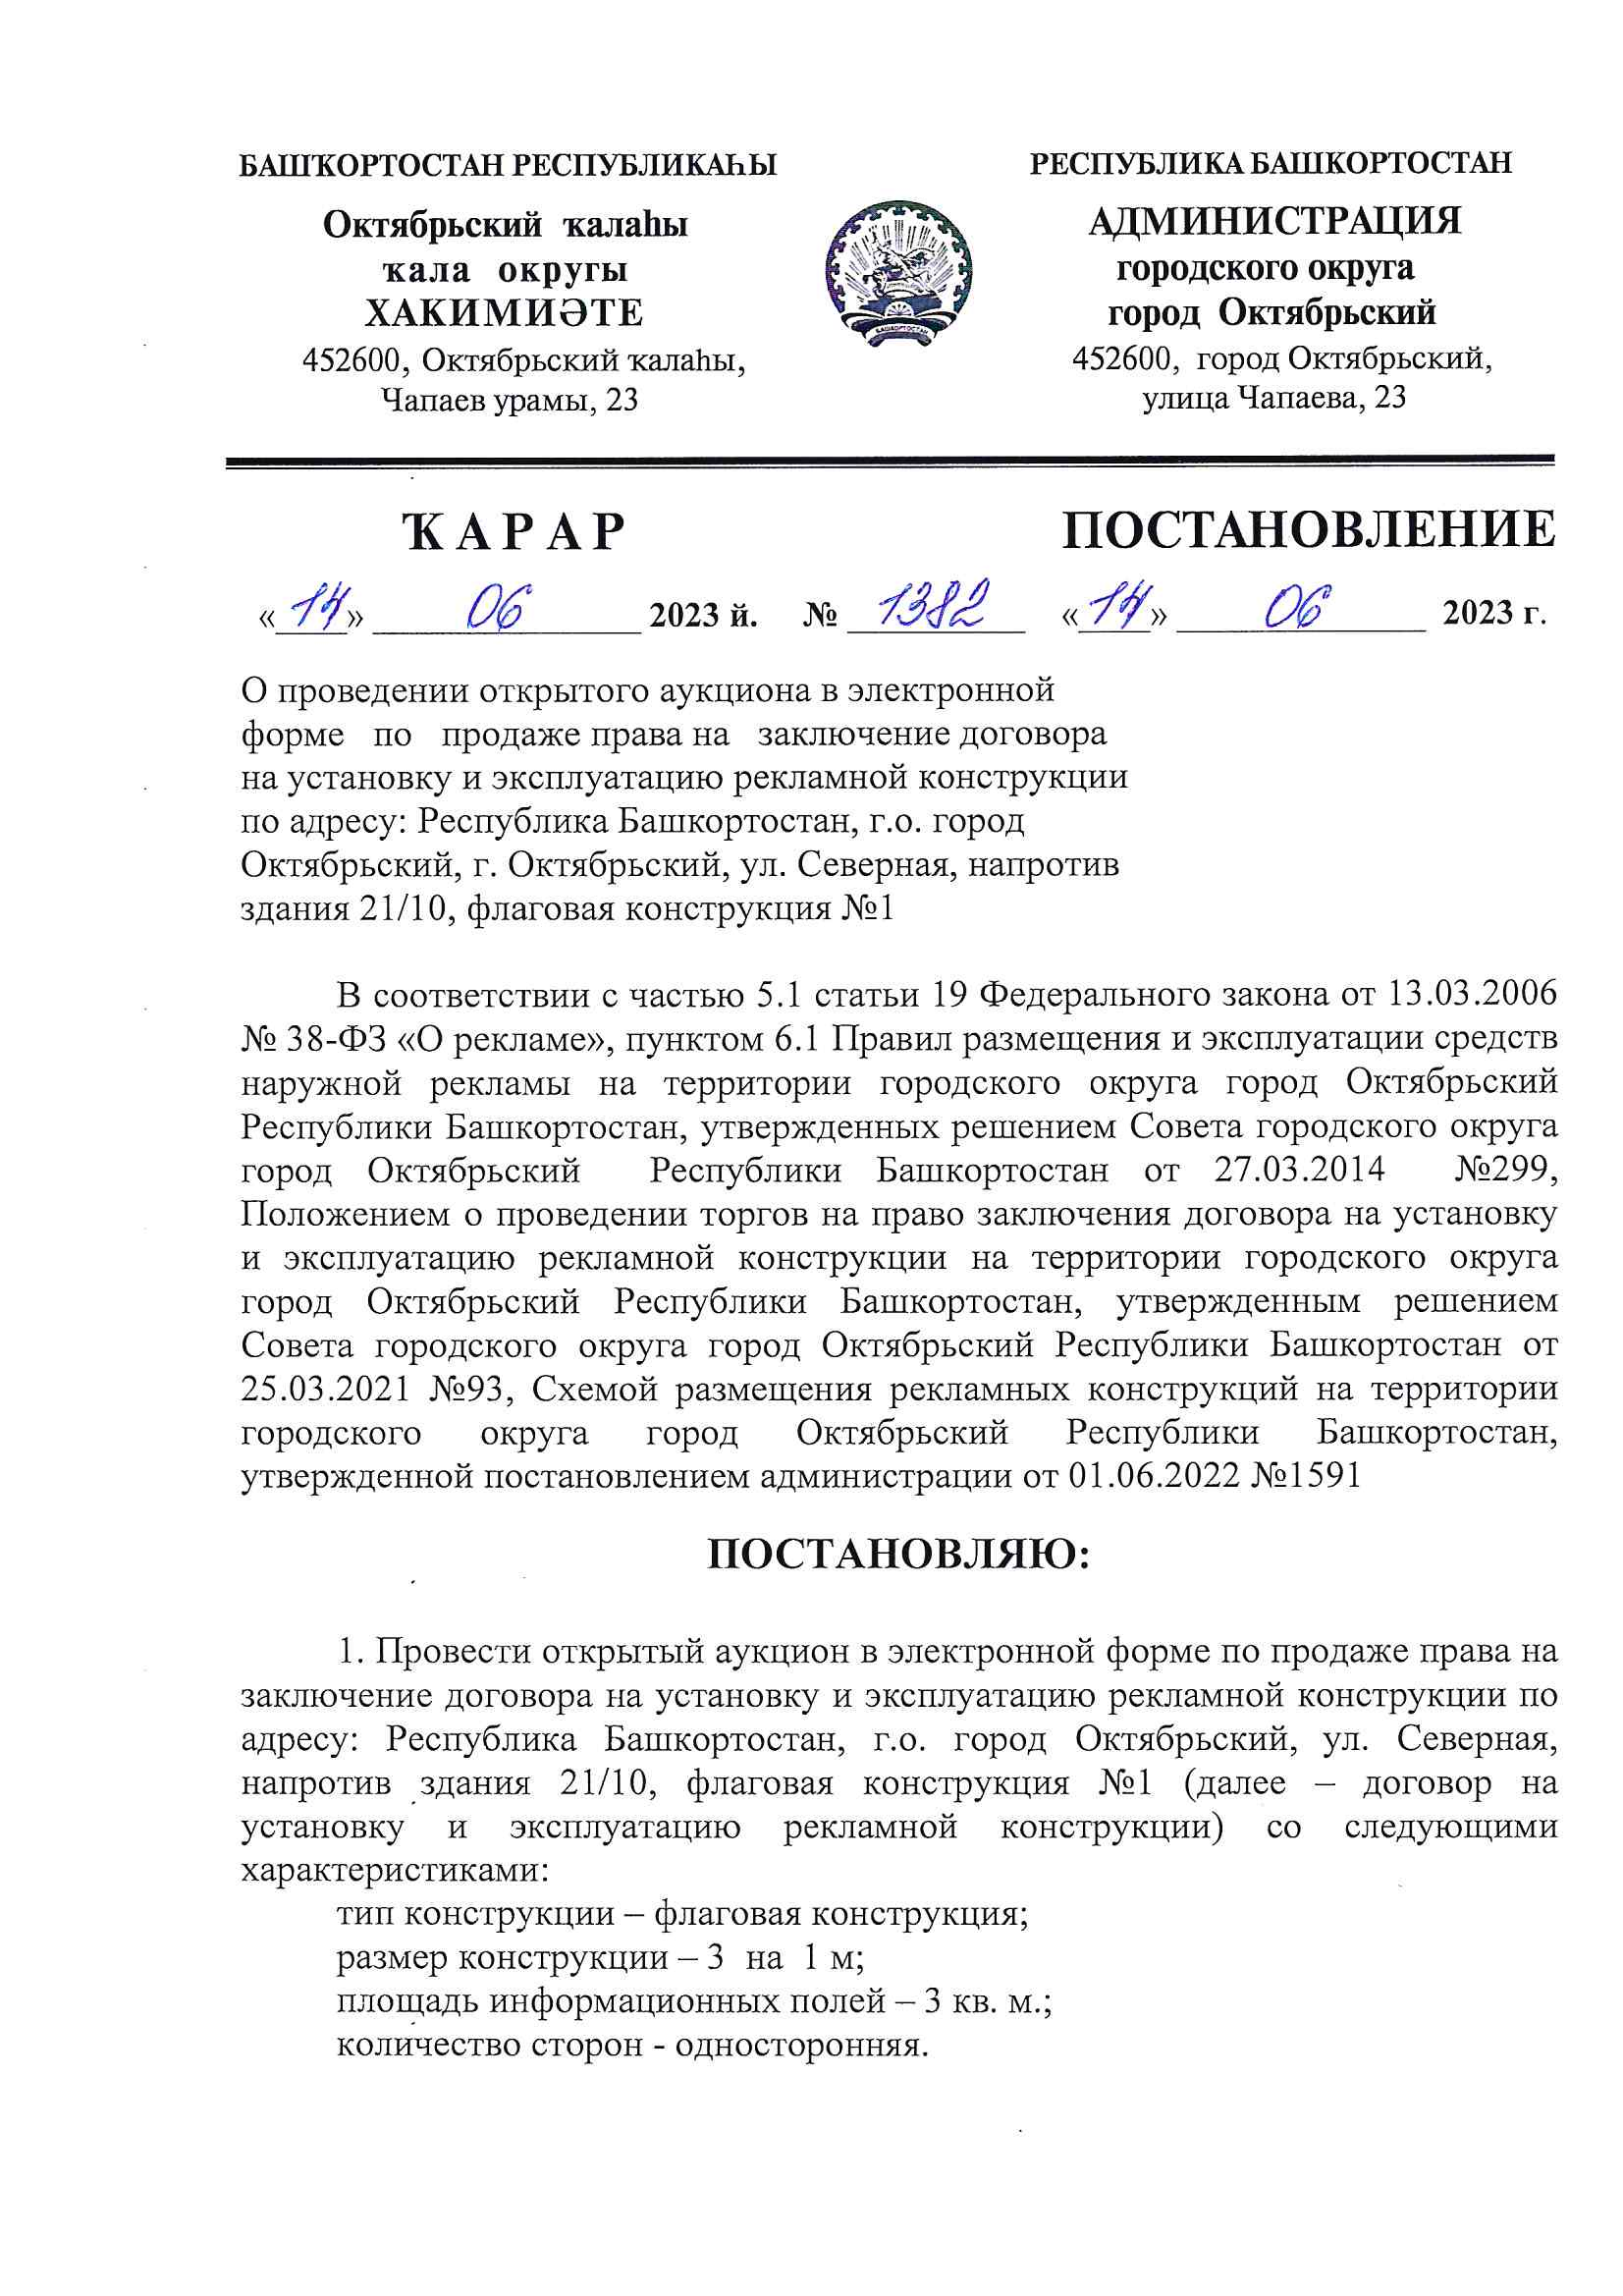 БАШҠОРТОСТАН РЕСПУБЛИКАҺЫ
Октябрьский ҡалаһы
ҡала округы
ХАКИМИӘТЕ
452600, Октябрьский ҡалаһы,
Чапаев урамы, 23
БАШКОРТОСТАН
РЕСПУБЛИКА БАШКОРТОСТАН
АДМИНИСТРАЦИЯ
городского округа
город Октябрьский
452600, город Октябрьский,
улица Чапаева, 23
ҠАРАР
ПОСТАНОВЛЕНИЕ
«14» 06 2023 й. № 1382 «14» 06 2023 г.
О проведении открытого аукциона в электронной
форме по продаже права на заключение договора
на установку и эксплуатацию рекламной конструкции
по адресу: Республика Башкортостан, г.о. город
Октябрьский, г. Октябрьский, ул. Северная, напротив
здания 21/10, флаговая конструкция №1
В соответствии с частью 5.1 статьи 19 Федерального закона от 13.03.2006
№ 38-ФЗ «О рекламе», пунктом 6.1 Правил размещения и эксплуатации средств
наружной рекламы на территории городского округа город Октябрьский
Республики Башкортостан, утвержденных решением Совета городского округа
город Октябрьский Республики Башкортостан от 27.03.2014 №299,
Положением о проведении торгов на право заключения договора на установку
и эксплуатацию рекламной конструкции на территории городского округа
город Октябрьский Республики Башкортостан, утвержденным решением
Совета городского округа город Октябрьский Республики Башкортостан от
25.03.2021 №93, Схемой размещения рекламных конструкций на территории
городского округа город Октябрьский Республики Башкортостан,
утвержденной постановлением администрации от 01.06.2022 №1591
ПОСТАНОВЛЯЮ:
1. Провести открытый аукцион в электронной форме по продаже права на
заключение договора на установку и эксплуатацию рекламной конструкции по
адресу: Республика Башкортостан, г.о. город Октябрьский, ул. Северная,
напротив здания 21/10, флаговая конструкция №1 (далее – договор на
установку и эксплуатацию рекламной конструкции) со следующими
характеристиками:
тип конструкции – флаговая конструкция;
размер конструкции – 3 на 1 м;
площадь информационных полей – 3 кв. м.;
количество сторон - односторонняя.